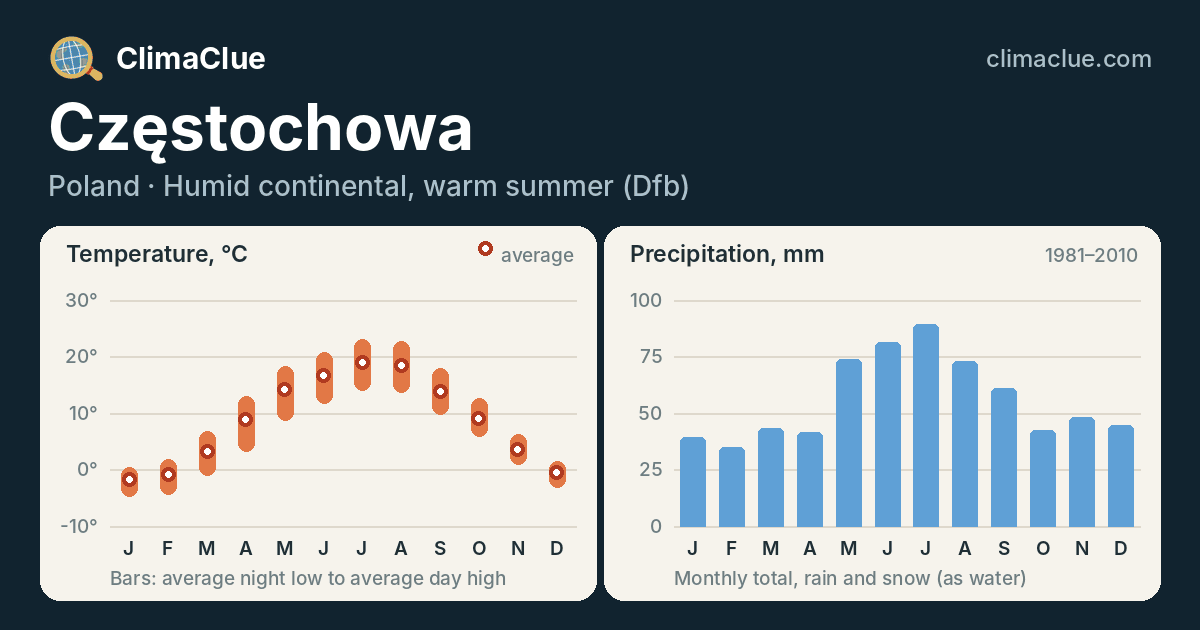 ClimaClue
climaclue.com
Częstochowa
Poland · Humid continental, warm summer (Dfb)
Temperature, °C
average
30°
20°
10°
0°
-10°
J F M A M J J A S O N D
Bars: average night low to average day high
Precipitation, mm
1981–2010
100
75
50
25
0
J F M A M J J A S O N D
Monthly total, rain and snow (as water)